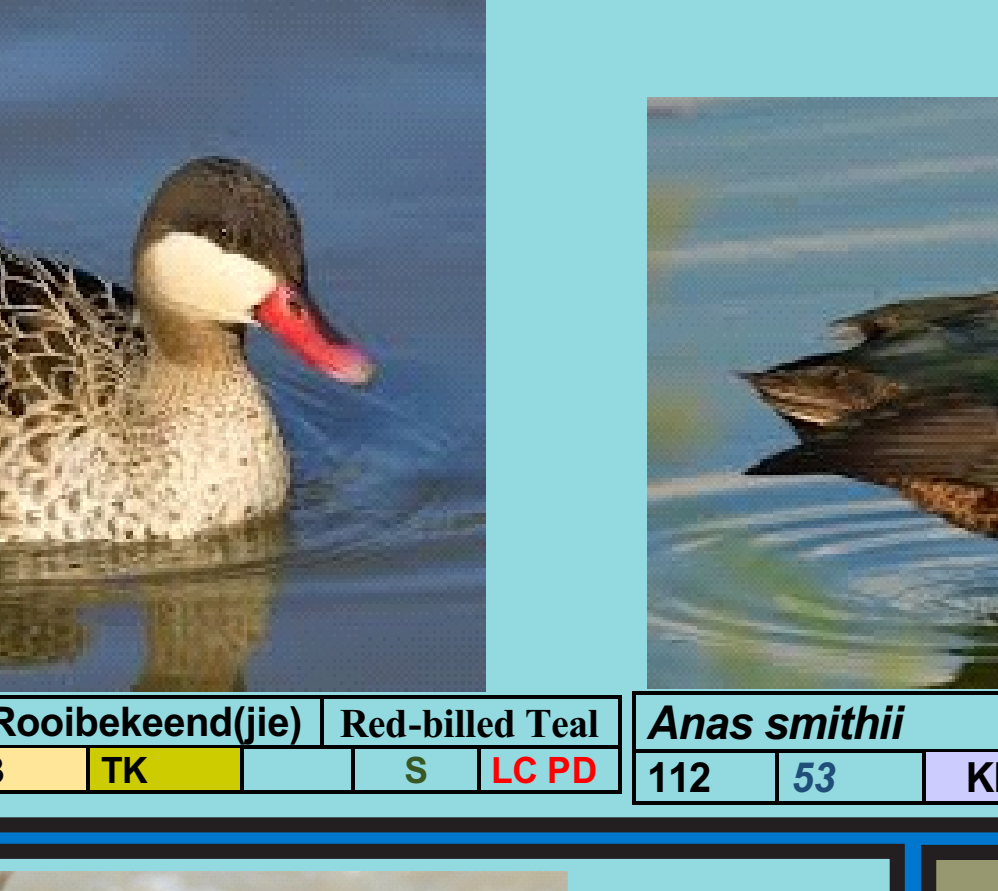 Rooibekeend(jie) Red-billed Teal
TK S LC PD
Anas smithii
112 53